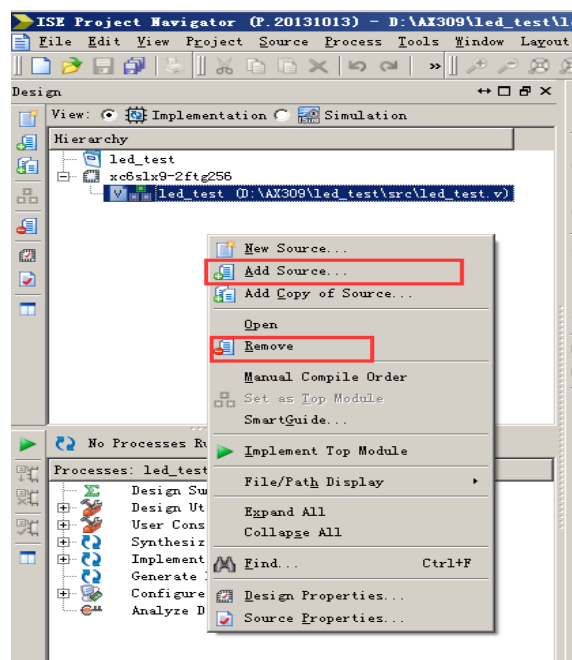 ISE Project Navigator (P.20131013) - D:\AX309\led_test\l
File Edit View Project Source Process Tools Window Layout
»
Design
View: Implementation Simulation
Hierarchy
led_test
xc6slx9-2ftg256
led_test (D:\AX309\led_test\src\led_test.v)
New Source...
Add Source...
Add Copy of Source...
Open
Remove
Manual Compile Order
Set as Top Module
SmartGuide...
No Processes Ru
Implement Top Module
Processes: led_test
File/Path Display
Design Su
Design Ut
Expand All
User Cons
Collapse All
Synthesiz
Implement
Find... Ctrl+F
Generate
Configure
Design Properties...
Analyze D
Source Properties...